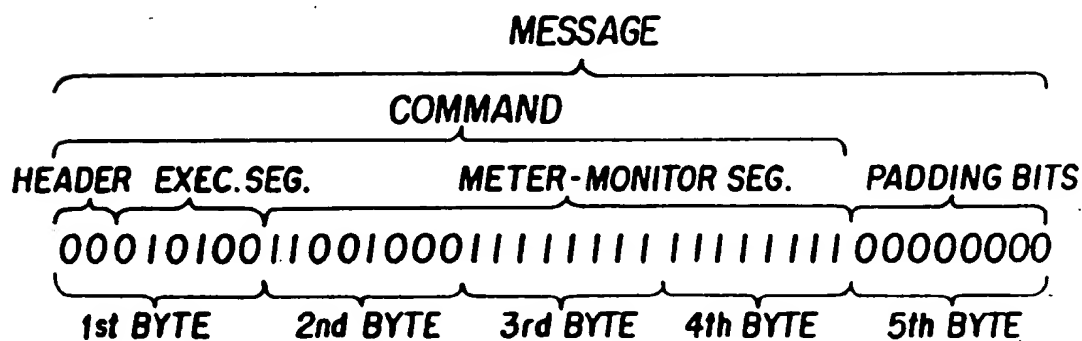 MESSAGE
COMMAND
HEADER EXEC. SEG. METER-MONITOR SEG. PADDING BITS
0001010011001000111111111111111100000000
1st BYTE 2nd BYTE 3rd BYTE 4th BYTE 5th BYTE